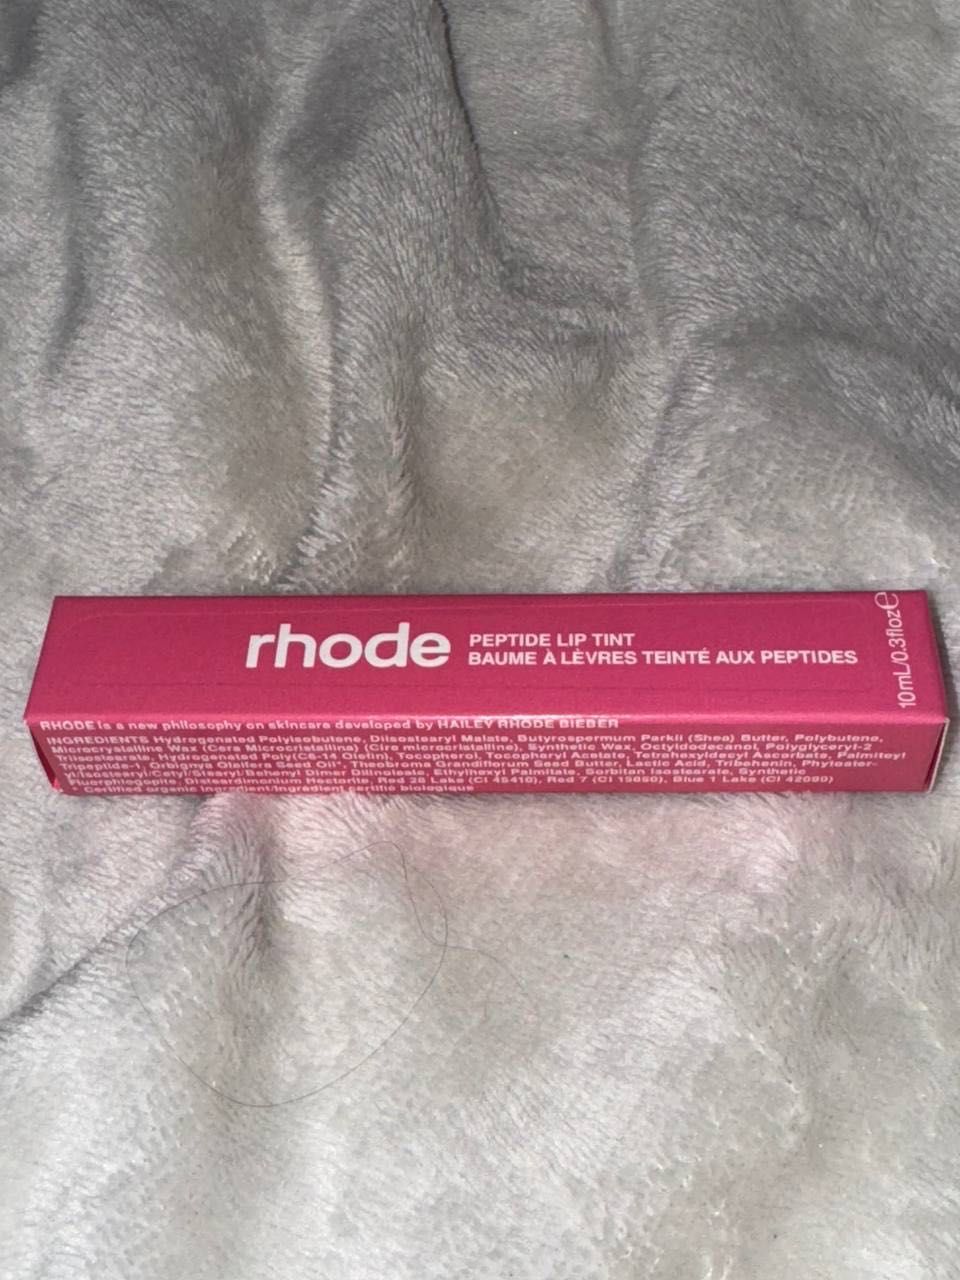 rhode
PEPTIDE LIP TINT
BAUME À LÈVRES TEINTÉ AUX PEPTIDES
10mL/0.3floz℮
RHODE is a new philosophy on skincare developed by HAILEY RHODE BIEBER
INGREDIENTS Hydrogenated Polyisobutene, Diisostearyl Malate, Butyrospermum Parkii (Shea) Butter, Polybutene,
Microcrystalline Wax (Cera Microcristallina) (Cire microcristalline), Synthetic Wax, Octyldodecanol, Polyglyceryl-2
Triisostearate, Hydrogenated Poly(C6-14 Olefin), Tocopherol, Tocopheryl Acetate, Tetrahexyldecyl Ascorbate, Palmitoyl
Tripeptide-1, Orbignya Oleifera Seed Oil*, Theobroma Grandiflorum Seed Butter, Lactic Acid, Tribehenin, Phytoster-
yl/Isostearyl/Cetyl/Stearyl/Behenyl Dimer Dilinoleate, Ethylhexyl Palmitate, Sorbitan Isostearate, Synthetic
Red 28 Lake (CI 45410), Red 7 (CI 15850), Blue 1 Lake (CI 42090)
Certified organic ingredient/Ingrédient certifié biologique